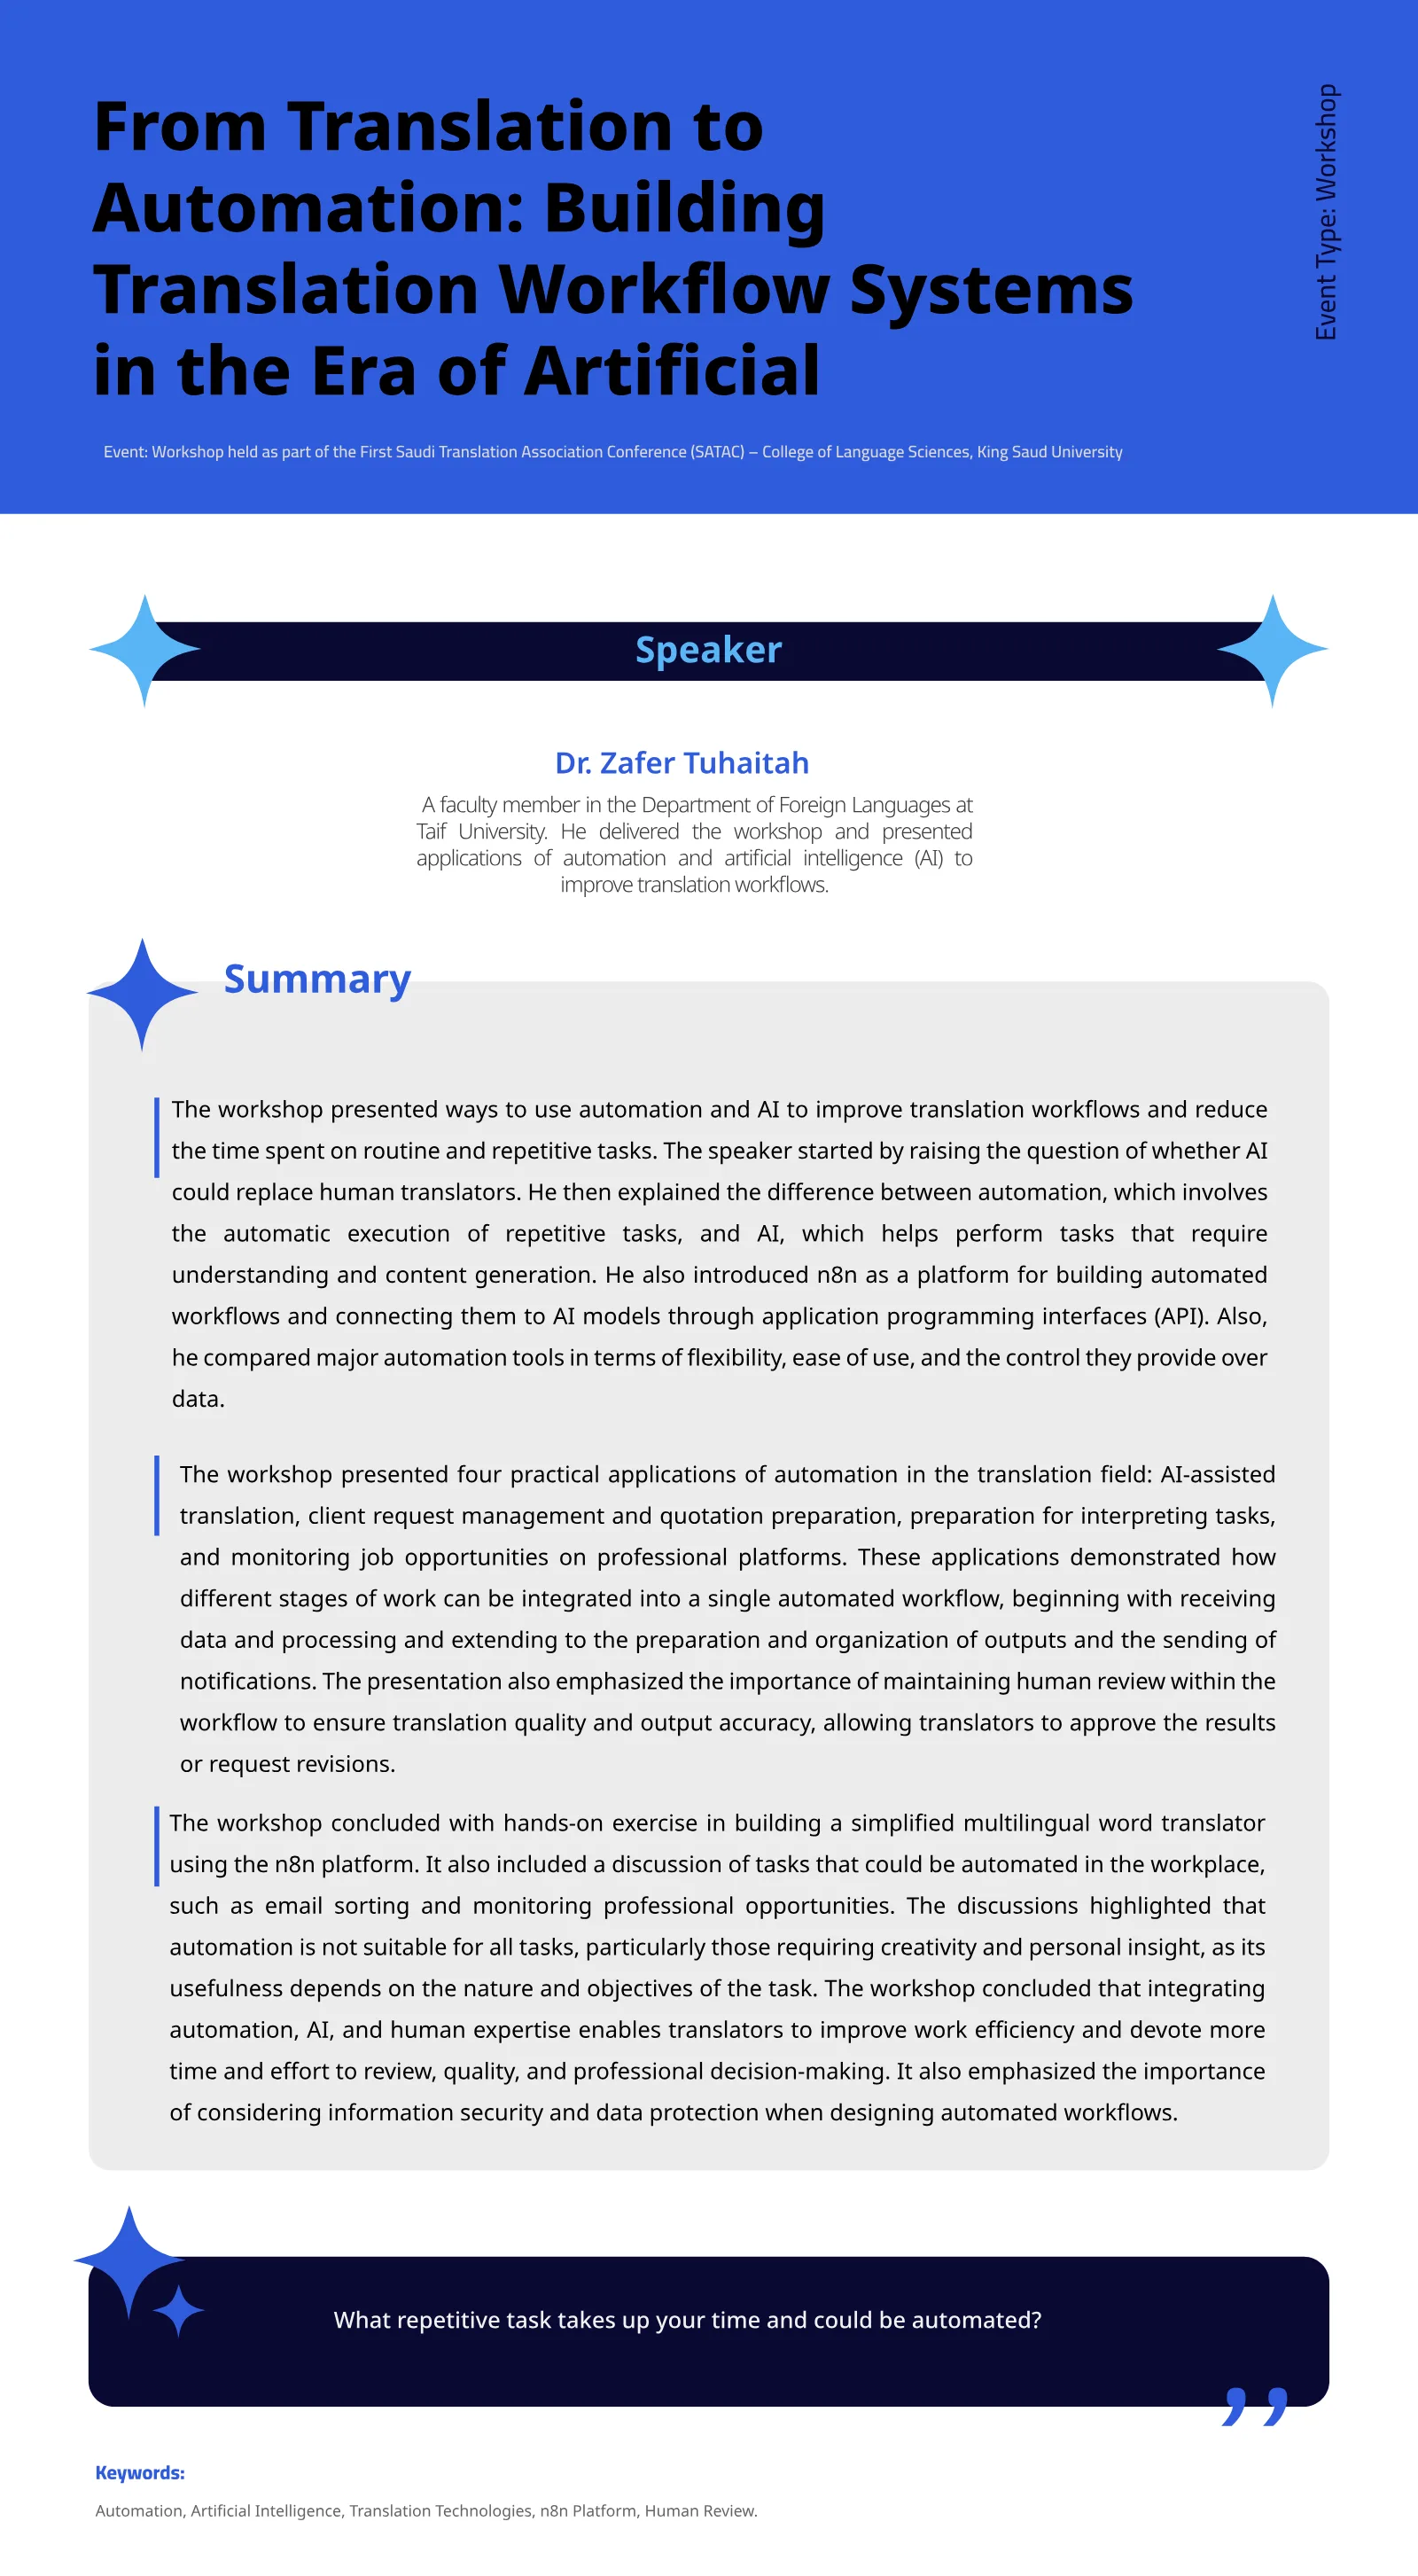 From Translation to
Automation: Building
Translation Workflow Systems
in the Era of Artificial
Event Type: Workshop
Event: Workshop held as part of the First Saudi Translation Association Conference (SATAC) – College of Language Sciences, King Saud University
Speaker
Dr. Zafer Tuhaitah
A faculty member in the Department of Foreign Languages at
Taif University. He delivered the workshop and presented
applications of automation and artificial intelligence (AI) to
improve translation workflows.
Summary
The workshop presented ways to use automation and AI to improve translation workflows and reduce
the time spent on routine and repetitive tasks. The speaker started by raising the question of whether AI
could replace human translators. He then explained the difference between automation, which involves
the automatic execution of repetitive tasks, and AI, which helps perform tasks that require
understanding and content generation. He also introduced n8n as a platform for building automated
workflows and connecting them to AI models through application programming interfaces (API). Also,
he compared major automation tools in terms of flexibility, ease of use, and the control they provide over
data.
The workshop presented four practical applications of automation in the translation field: AI-assisted
translation, client request management and quotation preparation, preparation for interpreting tasks,
and monitoring job opportunities on professional platforms. These applications demonstrated how
different stages of work can be integrated into a single automated workflow, beginning with receiving
data and processing and extending to the preparation and organization of outputs and the sending of
notifications. The presentation also emphasized the importance of maintaining human review within the
workflow to ensure translation quality and output accuracy, allowing translators to approve the results
or request revisions.
The workshop concluded with hands-on exercise in building a simplified multilingual word translator
using the n8n platform. It also included a discussion of tasks that could be automated in the workplace,
such as email sorting and monitoring professional opportunities. The discussions highlighted that
automation is not suitable for all tasks, particularly those requiring creativity and personal insight, as its
usefulness depends on the nature and objectives of the task. The workshop concluded that integrating
automation, AI, and human expertise enables translators to improve work efficiency and devote more
time and effort to review, quality, and professional decision-making. It also emphasized the importance
of considering information security and data protection when designing automated workflows.
What repetitive task takes up your time and could be automated?
”
Keywords:
Automation, Artificial Intelligence, Translation Technologies, n8n Platform, Human Review.